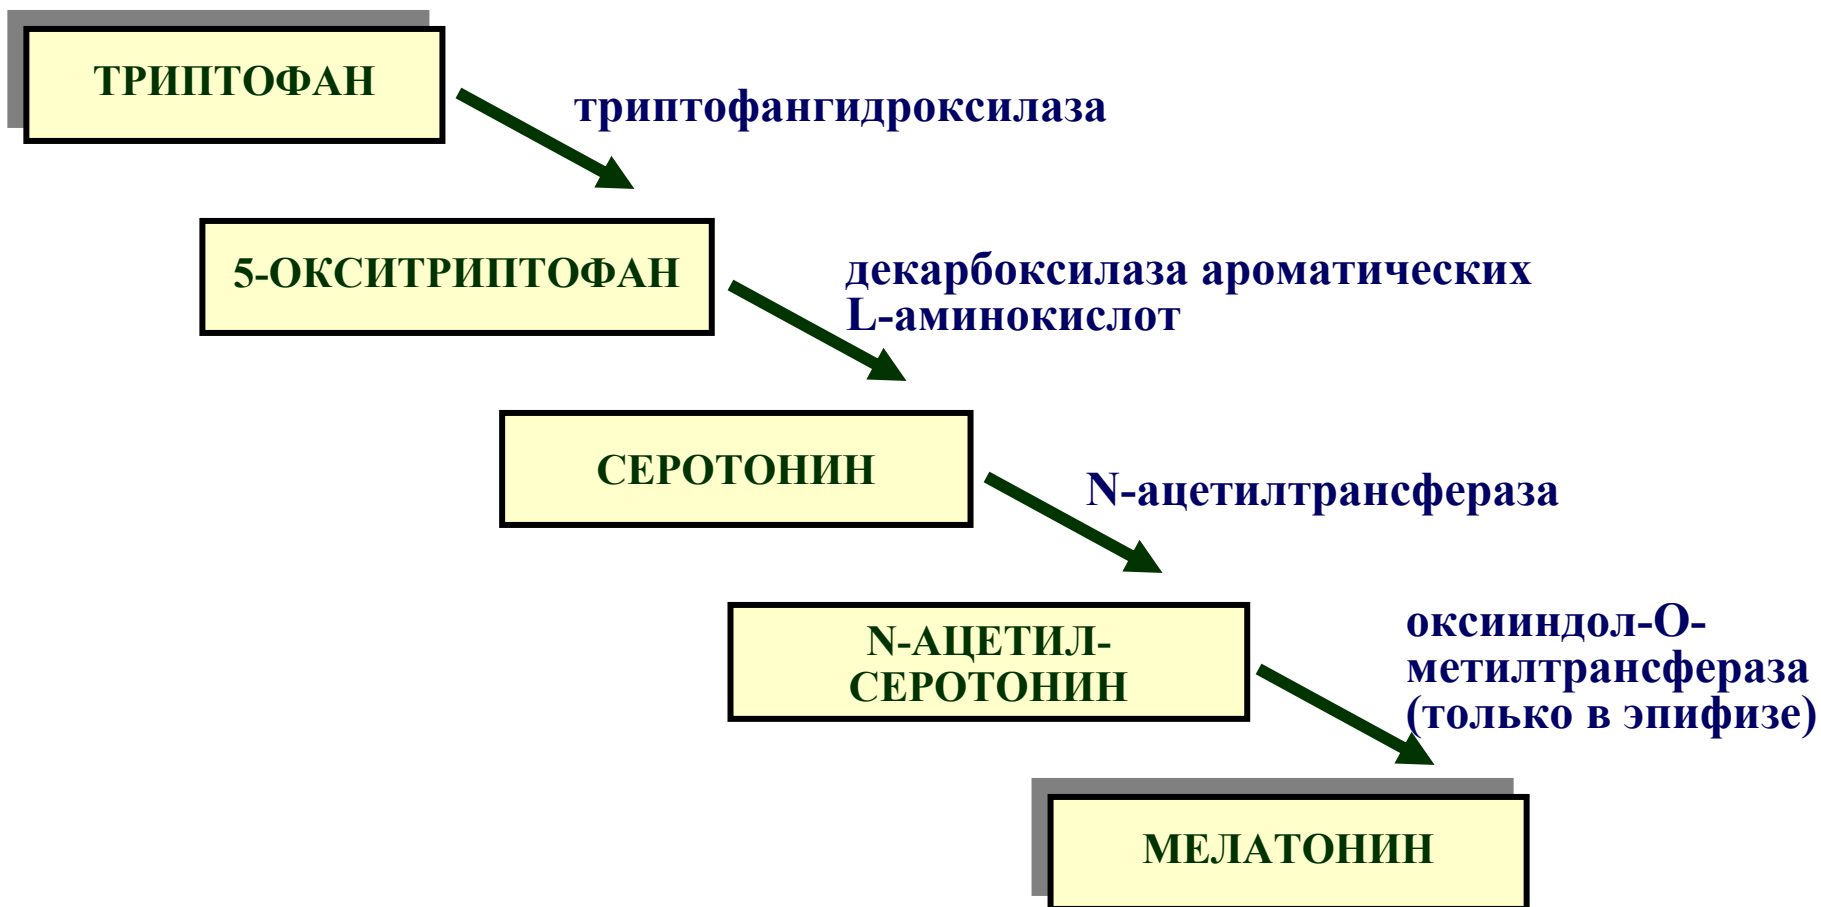 ТРИПТОФАН
триптофангидроксилаза
5-ОКСИТРИПТОФАН
декарбоксилаза ароматических
L-аминокислот
СЕРОТОНИН
N-ацетилтрансфераза
N-АЦЕТИЛ-
СЕРОТОНИН
оксииндол-О-
метилтрансфераза
(только в эпифизе)
МЕЛАТОНИН